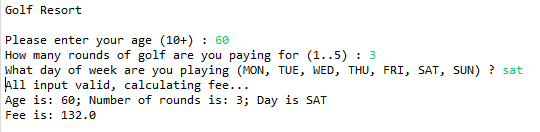 Golf Resort
Please enter your age (10+) : 60
How many rounds of golf are you paying for (1..5) : 3
What day of week are you playing (MON, TUE, WED, THU, FRI, SAT, SUN) ? sat
All input valid, calculating fee...
Age is: 60; Number of rounds is: 3; Day is SAT
Fee is: 132.0